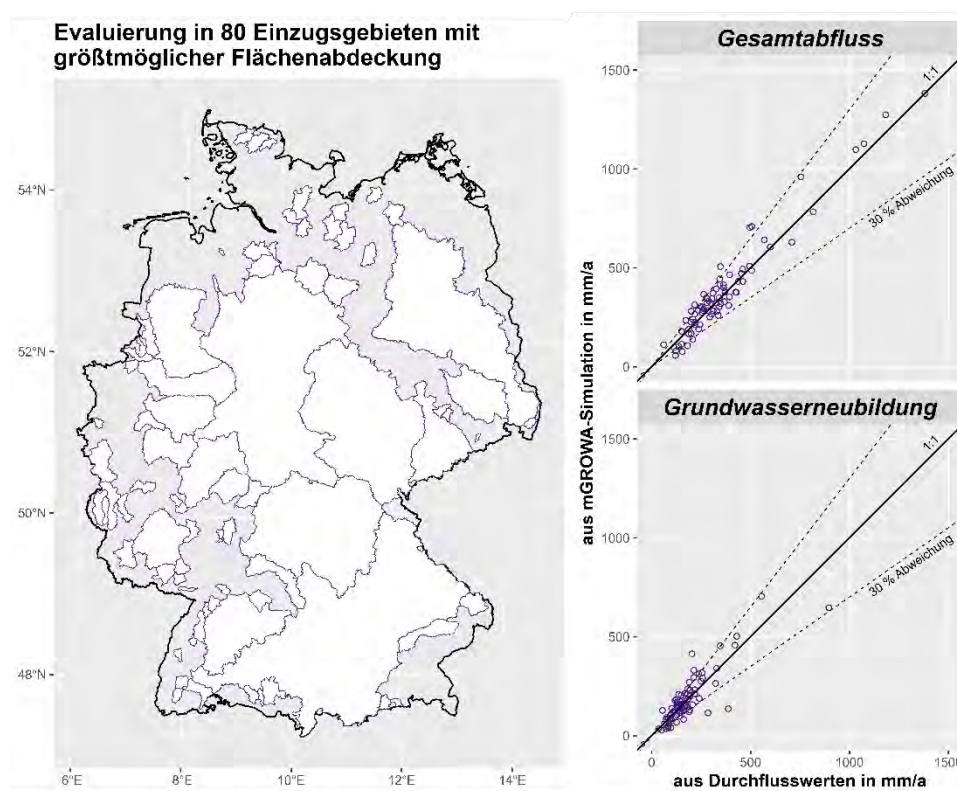 Evaluierung in 80 Einzugsgebieten mit
größtmöglicher Flächenabdeckung
54°N
52°N
50°N
48°N
6°E
8°E
10°E
12°E
14°E
aus mGROWA-Simulation in mm/a
Gesamtabfluss
1500
1000
500
0
1:1
30 % Abweichung
Grundwasserneubildung
1500
1000
500
0
1:1
30 % Abweichung
0
500
1000
1500
aus Durchflusswerten in mm/a